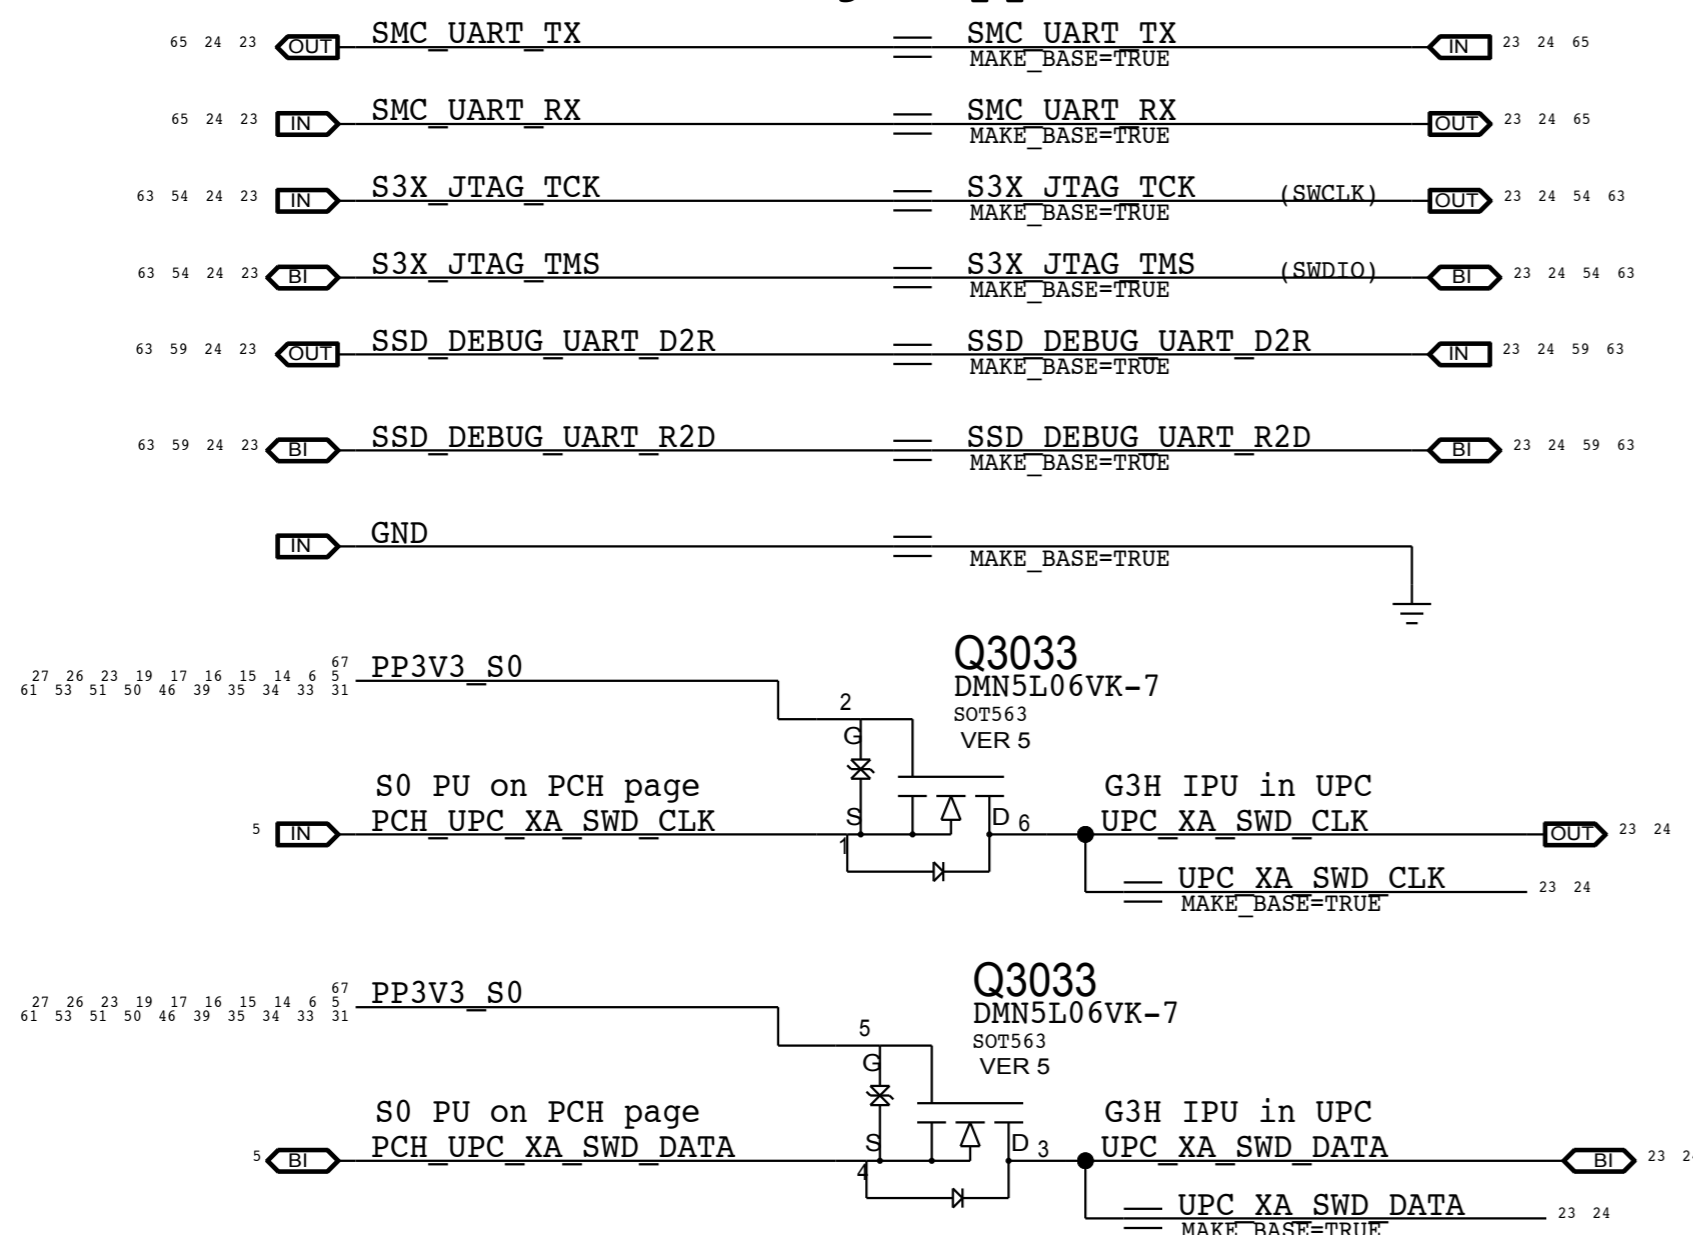 65 24 23 OUT SMC_UART_TX SMC_UART_TX IN 23 24 65
MAKE_BASE=TRUE
65 24 23 IN SMC_UART_RX SMC_UART_RX OUT 23 24 65
MAKE_BASE=TRUE
63 54 24 23 IN S3X_JTAG_TCK S3X_JTAG_TCK (SWCLK) OUT 23 24 54 63
MAKE_BASE=TRUE
63 54 24 23 BI S3X_JTAG_TMS S3X_JTAG_TMS (SWDIO) BI 23 24 54 63
MAKE_BASE=TRUE
63 59 24 23 OUT SSD_DEBUG_UART_D2R SSD_DEBUG_UART_D2R IN 23 24 59 63
MAKE_BASE=TRUE
63 59 24 23 BI SSD_DEBUG_UART_R2D SSD_DEBUG_UART_R2D BI 23 24 59 63
MAKE_BASE=TRUE
IN GND
MAKE_BASE=TRUE
Q3033
DMN5L06VK-7
SOT563
VER 5
67
27 26 23 19 17 16 15 14 6 5 PP3V3_S0
61 53 51 50 46 39 35 34 33 31
2
G
S0 PU on PCH page G3H IPU in UPC
5 IN PCH_UPC_XA_SWD_CLK S D 6 UPC_XA_SWD_CLK OUT 23 24
1
UPC_XA_SWD_CLK 23 24
MAKE_BASE=TRUE
Q3033
DMN5L06VK-7
SOT563
VER 5
67
27 26 23 19 17 16 15 14 6 5 PP3V3_S0
61 53 51 50 46 39 35 34 33 31
5
G
S0 PU on PCH page G3H IPU in UPC
5 BI PCH_UPC_XA_SWD_DATA S D 3 UPC_XA_SWD_DATA BI 23
4
UPC_XA_SWD_DATA 23 24
MAKE_BASE=TRUE